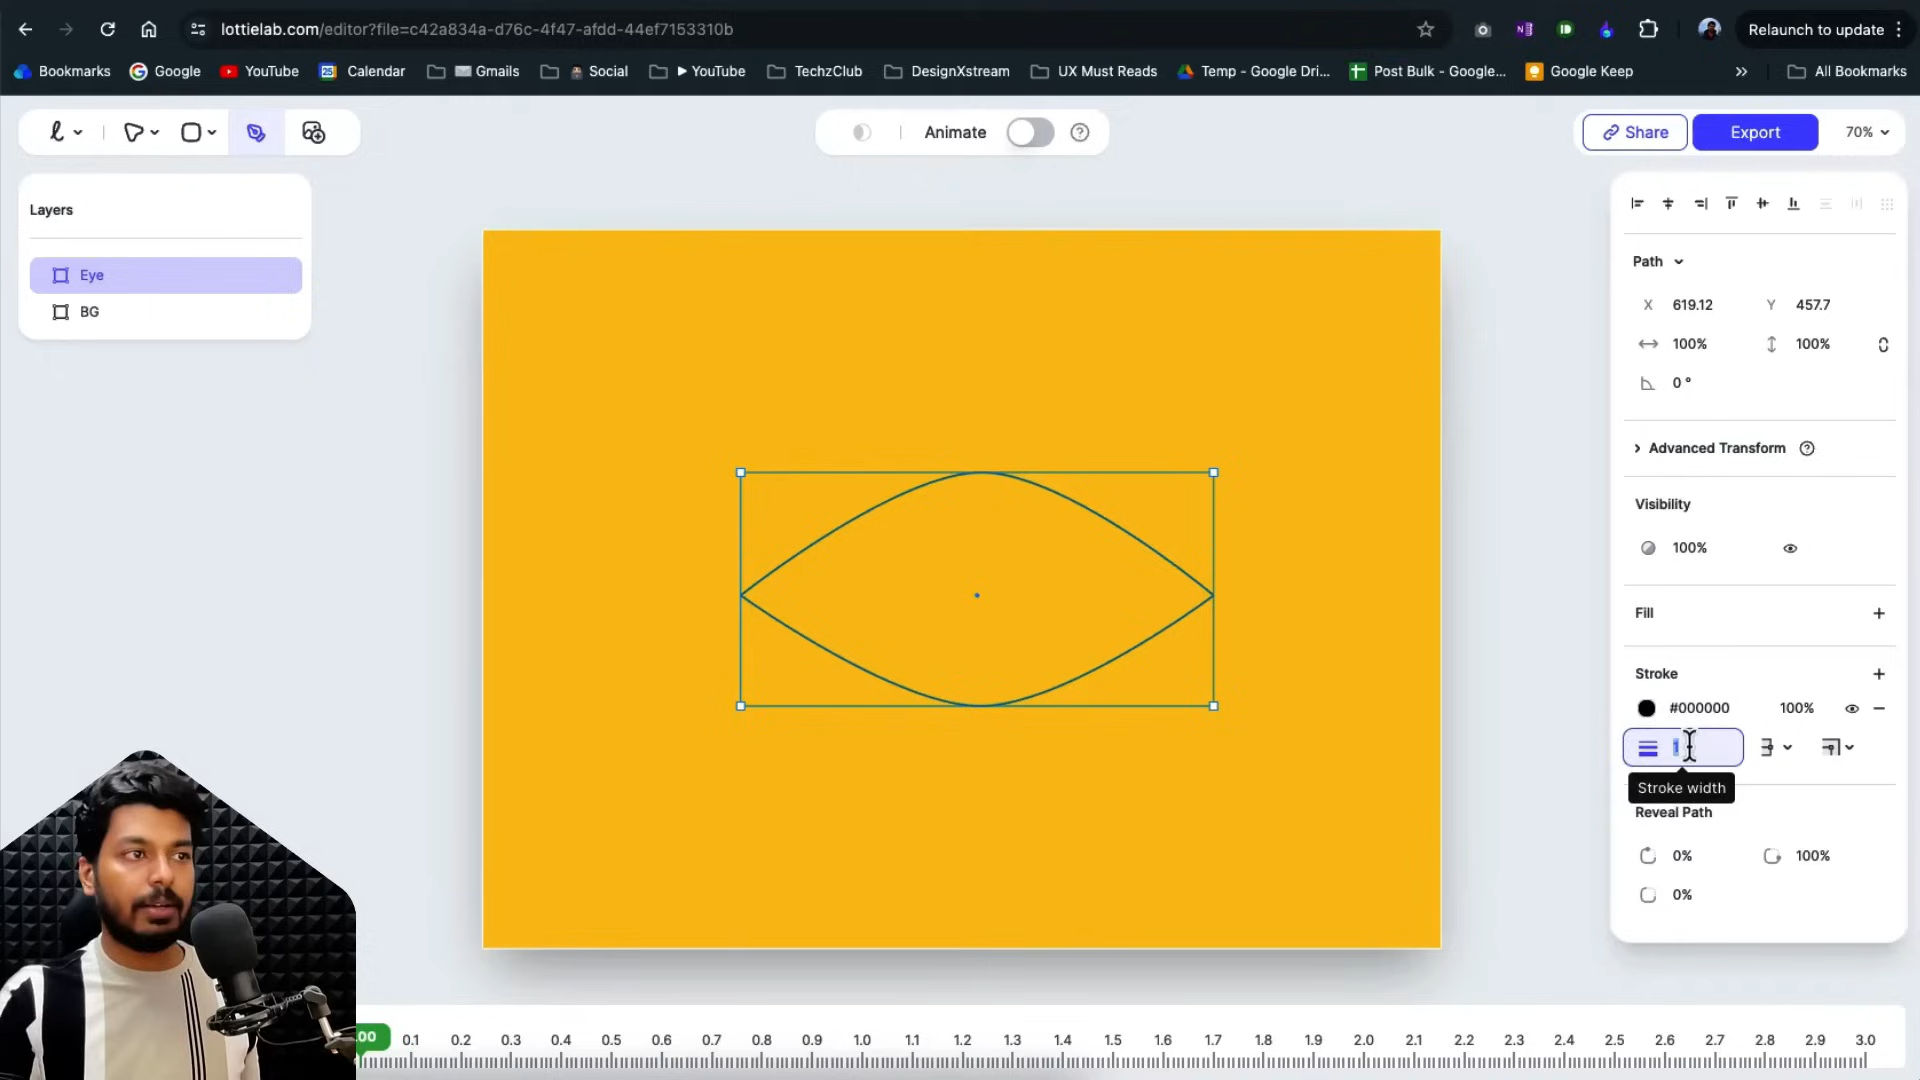 lottielab.com/editor?file=c42a834a-d76c-4f47-afdd-44ef7153310b
Relaunch to update
Bookmarks
Google
YouTube
Calendar
Gmails
Social
YouTube
TechzClub
DesignXstream
UX Must Reads
Temp - Google Dri...
Post Bulk - Google...
Google Keep
All Bookmarks
Animate
Share
Export
70%
Layers
Eye
BG
Path
X 619.12 Y 457.7
100% 100%
0 °
Advanced Transform
Visibility
100%
Fill
Stroke
#000000 100%
1
Stroke width
Reveal Path
0% 100%
0%
.00 0.1 0.2 0.3 0.4 0.5 0.6 0.7 0.8 0.9 1.0 1.1 1.2 1.3 1.4 1.5 1.6 1.7 1.8 1.9 2.0 2.1 2.2 2.3 2.4 2.5 2.6 2.7 2.8 2.9 3.0